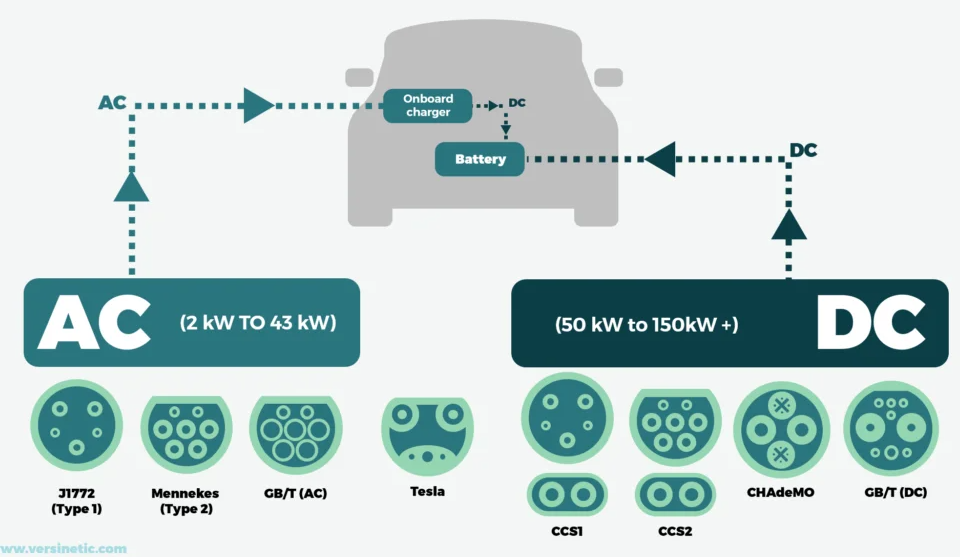 AC
Onboard
charger
DC
Battery
DC
AC
(2 kW TO 43 kW)
(50 kW to 150kW +)
DC
J1772
(Type 1)
Mennekes
(Type 2)
GB/T (AC)
Tesla
CCS1
CCS2
CHAdeMO
GB/T (DC)
ww.versinetic.com